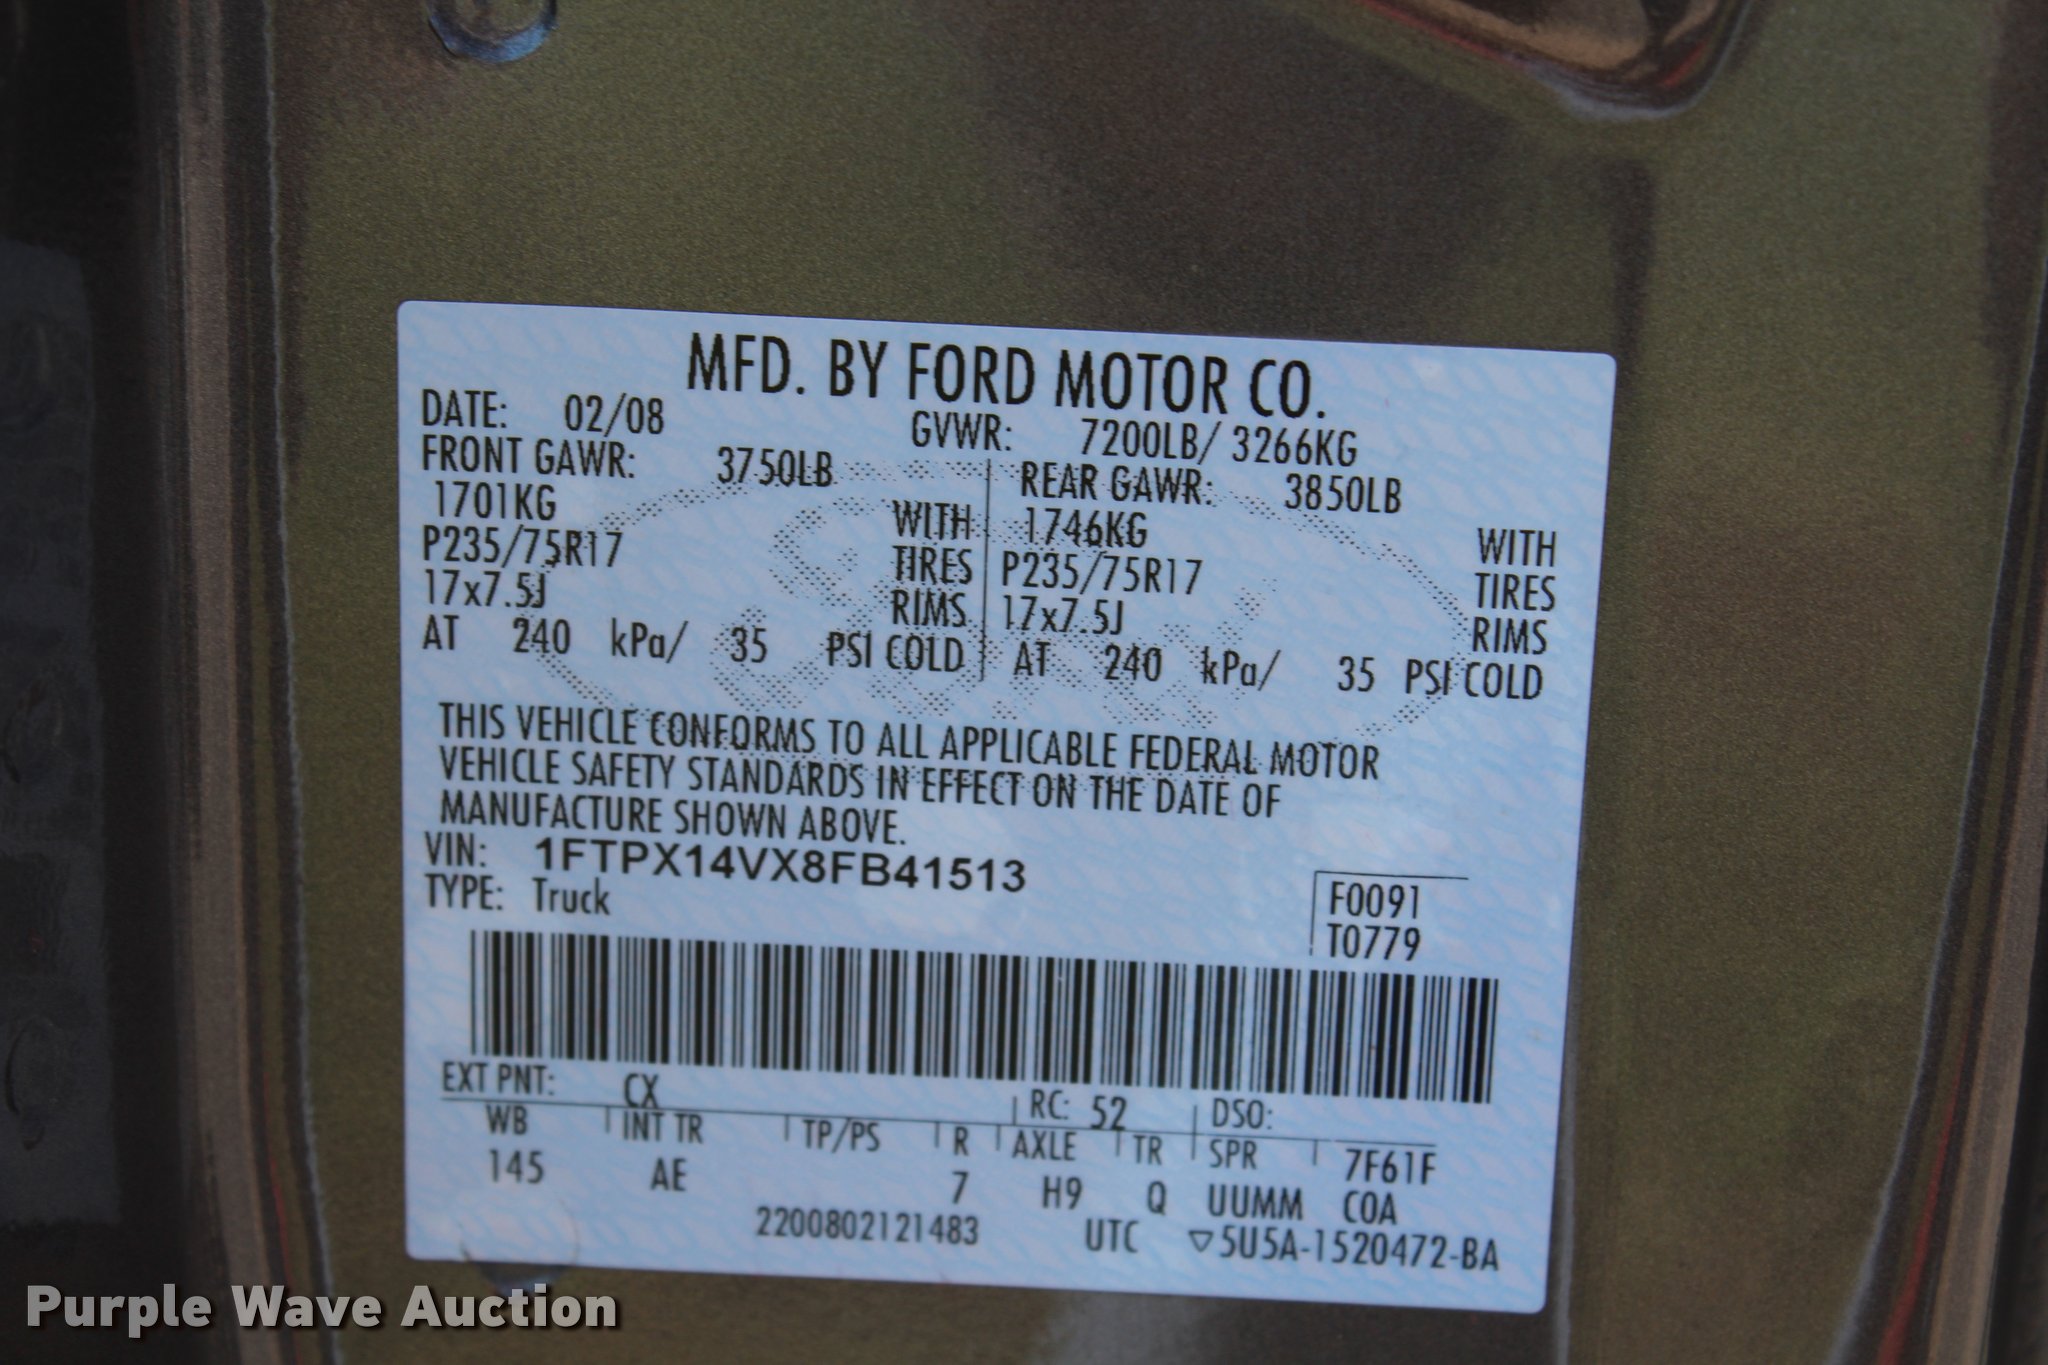 MFD. BY FORD MOTOR CO.
DATE: 02/08 GVWR: 7200LB/ 3266KG
FRONT GAWR: 3750LB REAR GAWR: 3850LB
1701KG WITH 1746KG WITH
P235/75R17 TIRES P235/75R17 TIRES
17x7.5J RIMS 17x7.5J RIMS
AT 240 kPa/ 35 PSI COLD AT 240 kPa/ 35 PSI COLD
THIS VEHICLE CONFORMS TO ALL APPLICABLE FEDERAL MOTOR
VEHICLE SAFETY STANDARDS IN EFFECT ON THE DATE OF
MANUFACTURE SHOWN ABOVE.
VIN: 1FTPX14VX8FB41513
TYPE: Truck F0091
T0779
EXT PNT: CX RC: 52 DSO:
WB INT TR TP/PS R AXLE TR SPR 7F61F
145 AE 7 H9 Q UUMM COA
2200802121483 UTC ▽5U5A-1520472-BA
Purple Wave Auction